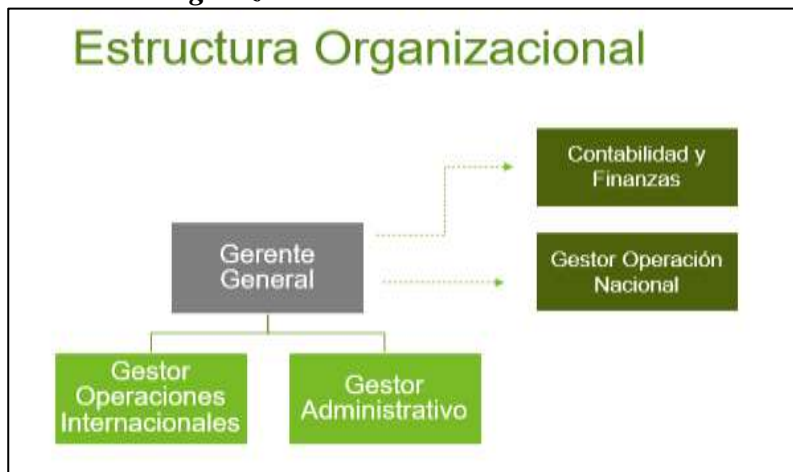 Estructura Organizacional
Contabilidad y
Finanzas
Gerente
General
Gestor Operación
Nacional
Gestor
Operaciones
Internacionales
Gestor
Administrativo